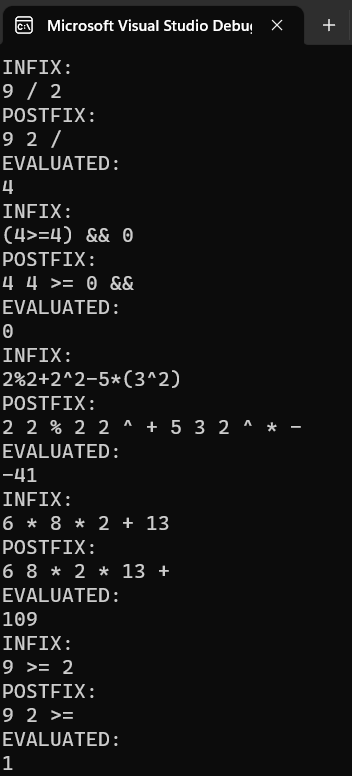 Microsoft Visual Studio Debu
INFIX:
9 / 2
POSTFIX:
9 2 /
EVALUATED:
4
INFIX:
(4>=4) && 0
POSTFIX:
4 4 >= 0 &&
EVALUATED:
0
INFIX:
2%2+2^2-5*(3^2)
POSTFIX:
2 2 % 2 2 ^ + 5 3 2 ^ * -
EVALUATED:
-41
INFIX:
6 * 8 * 2 + 13
POSTFIX:
6 8 * 2 * 13 +
EVALUATED:
109
INFIX:
9 >= 2
POSTFIX:
9 2 >=
EVALUATED:
1